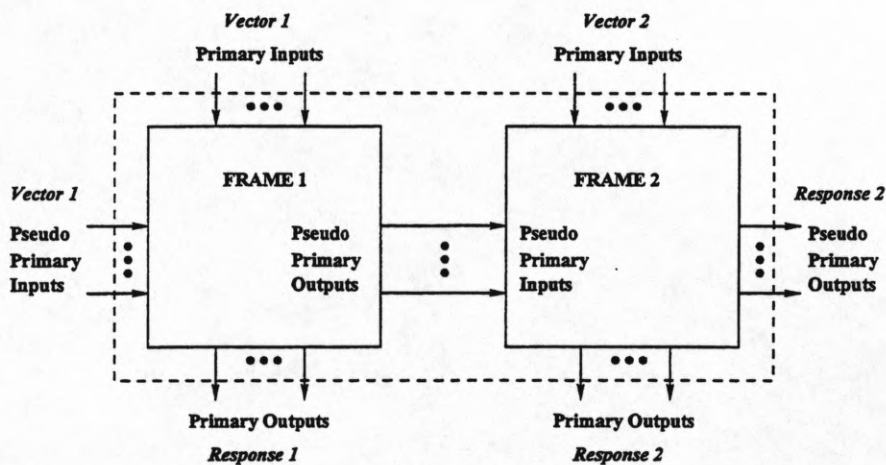 Vector 1
Primary Inputs
Vector 2
Primary Inputs
FRAME 1
FRAME 2
Vector 1
Pseudo
Primary
Inputs
Pseudo
Primary
Outputs
Pseudo
Primary
Inputs
Response 2
Pseudo
Primary
Outputs
Primary Outputs
Response 1
Primary Outputs
Response 2